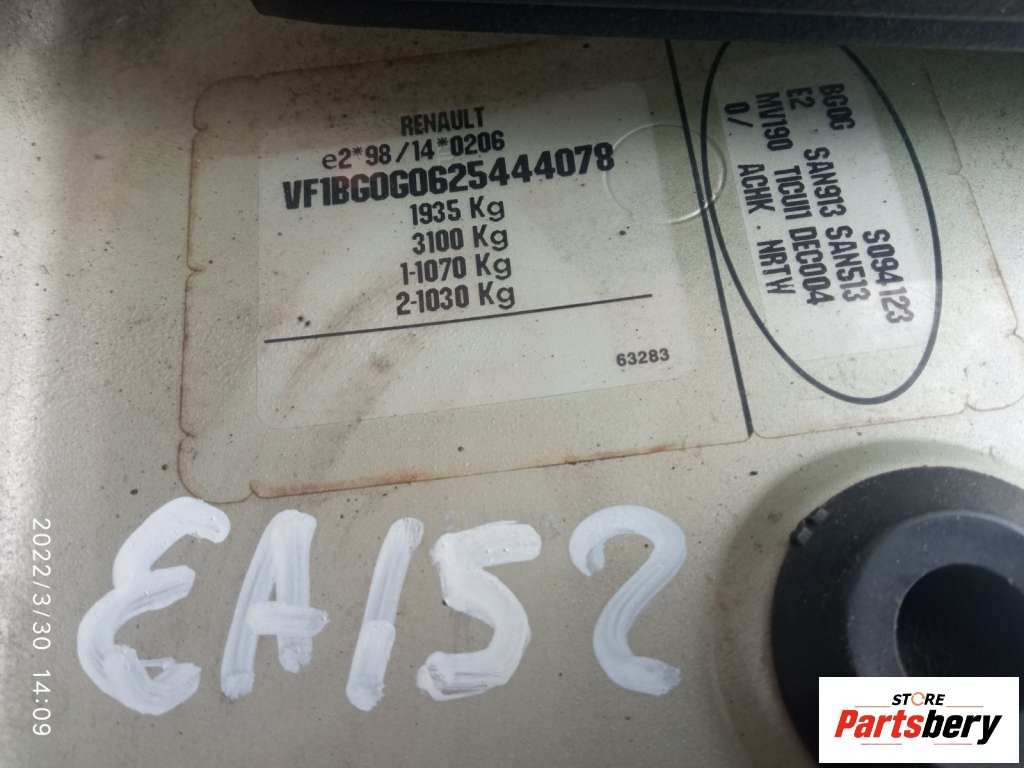 RENAULT
e2*98/14*0206
VF1BG0G0625444078
1935 Kg
3100 Kg
1-1070 Kg
2-1030 Kg
63283
S094123
BG0G SAN913 SAN513
E2 TICUI1 DEC004
MV190 ACHK . NRTW
0/
EA152
2022/3/30 14:09
STORE
Partsbery